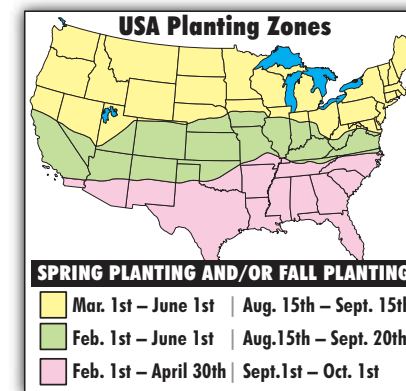 USA Planting Zones
SPRING PLANTING AND/OR FALL PLANTING
Mar. 1st – June 1st | Aug. 15th – Sept. 15th
Feb. 1st – June 1st | Aug.15th – Sept. 20th
Feb. 1st – April 30th | Sept.1st – Oct. 1st